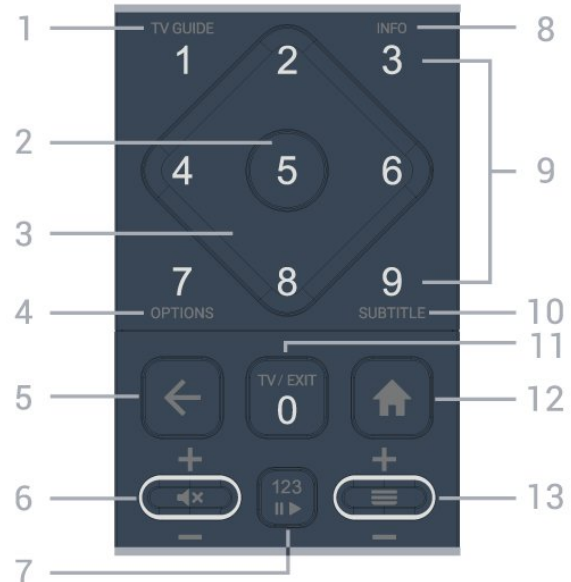 1 TV GUIDE INFO 8
1 2 3
2
4 5 6 9
3
7 8 9
4 OPTIONS SUBTITLE 10
11
TV / EXIT
5 0 12
+ +
6 123 13
- -
7